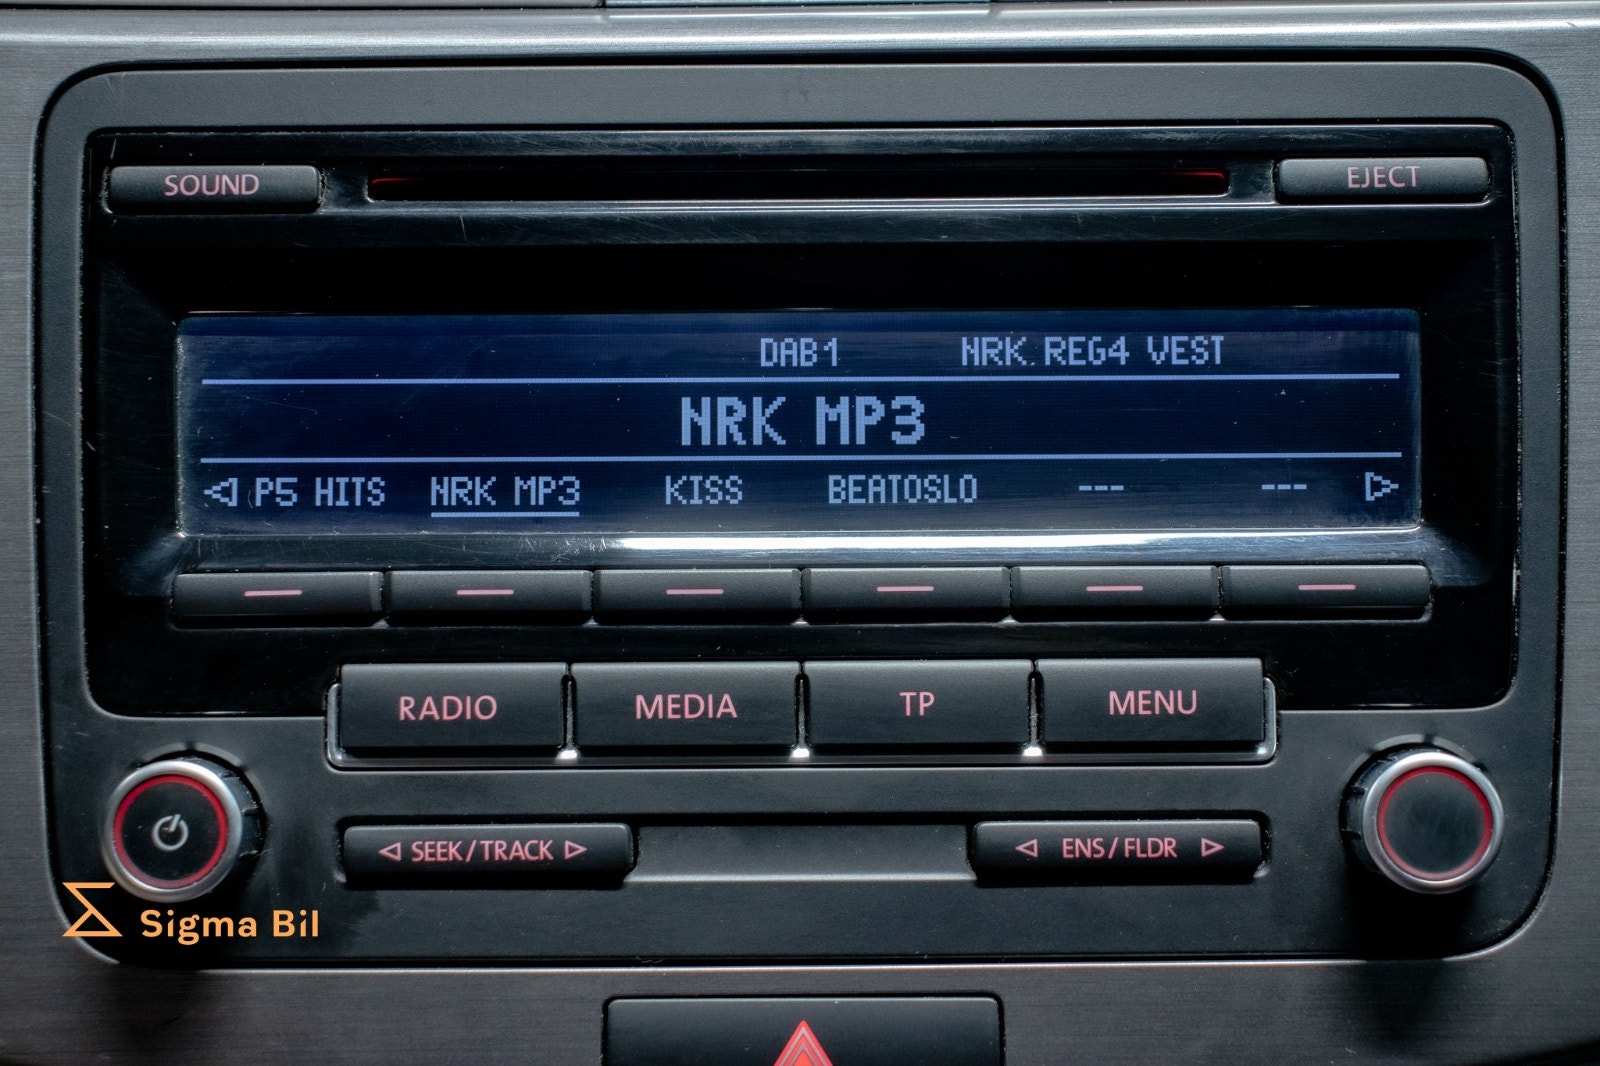 SOUND
EJECT
DAB1 NRK REG4 VEST
NRK MP3
P5 HITS NRK MP3 KISS BEATOSLO --- ---
RADIO MEDIA TP MENU
SEEK/TRACK ENS/FLDR
Sigma Bil